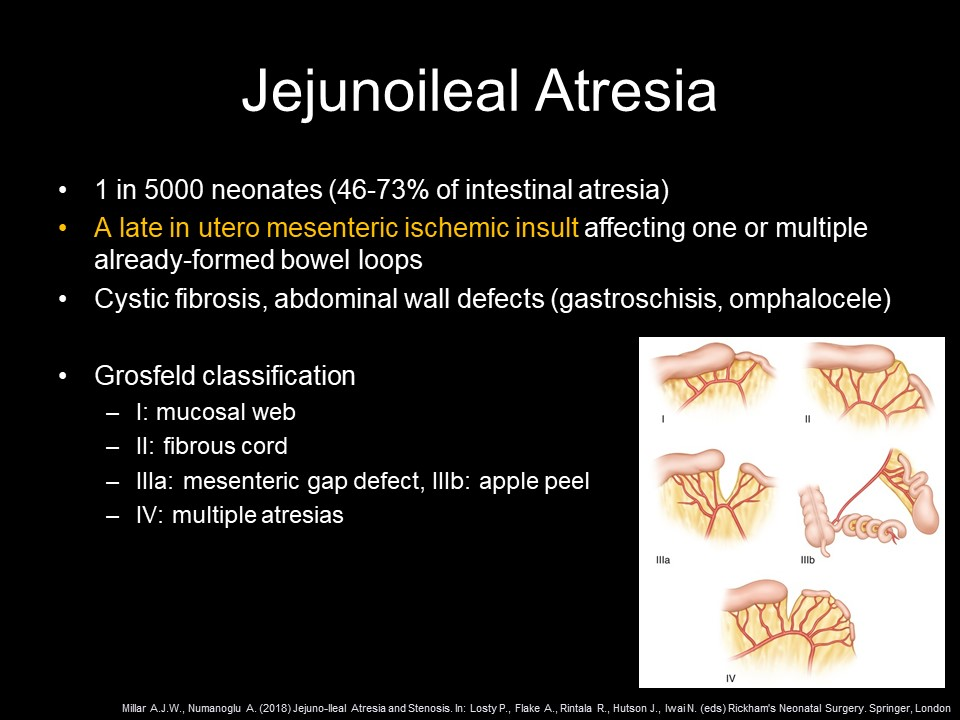 Jejunoileal Atresia
• 1 in 5000 neonates (46-73% of intestinal atresia)
• A late in utero mesenteric ischemic insult affecting one or multiple
already-formed bowel loops
• Cystic fibrosis, abdominal wall defects (gastroschisis, omphalocele)
• Grosfeld classification
– I: mucosal web
– II: fibrous cord
– IIIa: mesenteric gap defect, IIIb: apple peel
– IV: multiple atresias
I
II
IIIa
IIIb
IV
Millar A.J.W., Numanoglu A. (2018) Jejuno-Ileal Atresia and Stenosis. In: Losty P., Flake A., Rintala R., Hutson J., Iwai N. (eds) Rickham's Neonatal Surgery. Springer, London